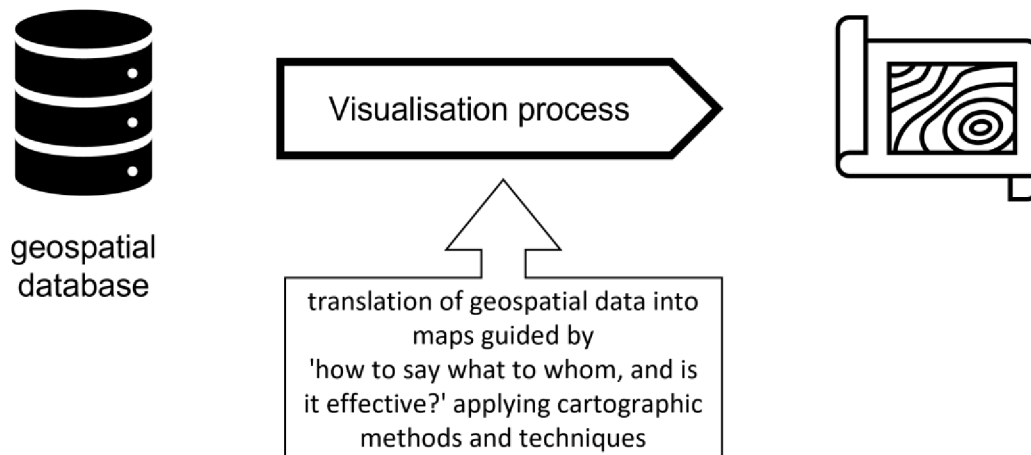 Visualisation process
geospatial
database
translation of geospatial data into
maps guided by
'how to say what to whom, and is
it effective?' applying cartographic
methods and techniques